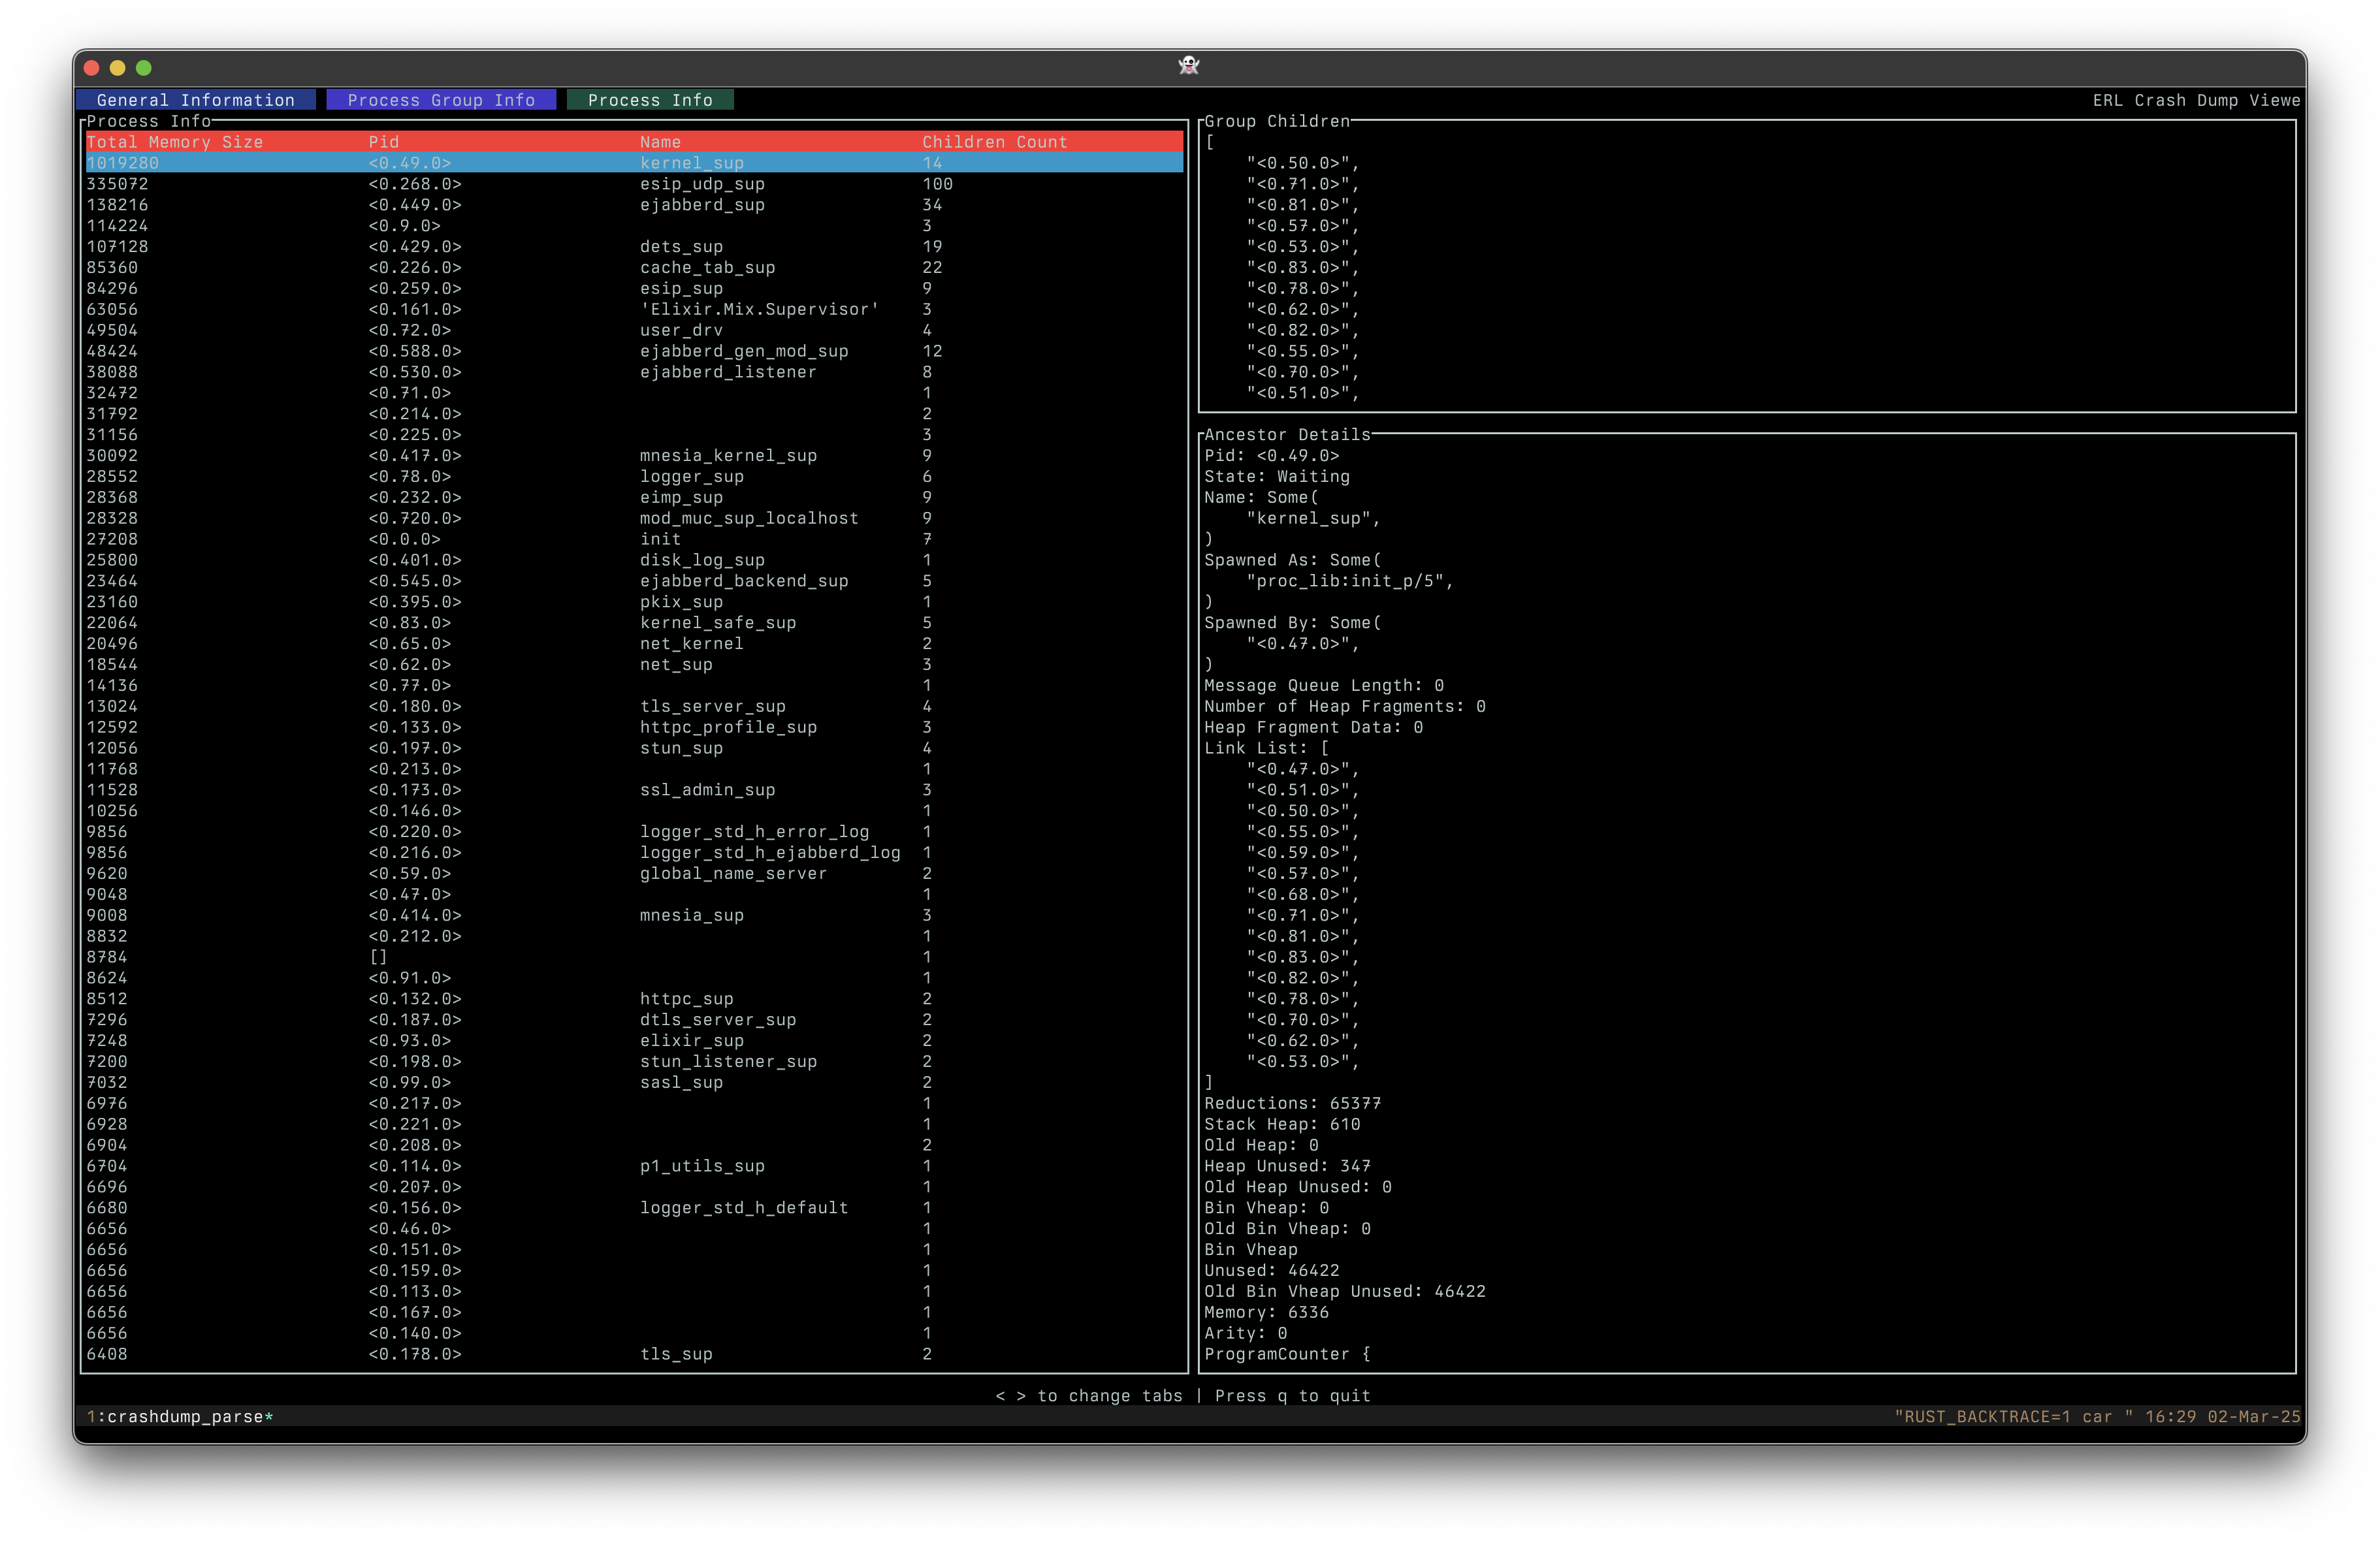 General Information  Process Group Info  Process Info  ERL Crash Dump Viewe
Process Info
Total Memory Size  Pid  Name  Children Count
1019280  <0.49.0>  kernel_sup  14
335072  <0.268.0>  esip_udp_sup  100
138216  <0.449.0>  ejabberd_sup  34
114224  <0.9.0>  3
107128  <0.429.0>  dets_sup  19
85360  <0.226.0>  cache_tab_sup  22
84296  <0.259.0>  esip_sup  9
63056  <0.161.0>  'Elixir.Mix.Supervisor'  3
49504  <0.72.0>  user_drv  4
48424  <0.588.0>  ejabberd_gen_mod_sup  12
38088  <0.530.0>  ejabberd_listener  8
32472  <0.71.0>  1
31792  <0.214.0>  2
31156  <0.225.0>  3
30092  <0.417.0>  mnesia_kernel_sup  9
28552  <0.78.0>  logger_sup  6
28368  <0.232.0>  eimp_sup  9
28328  <0.720.0>  mod_muc_sup_localhost  9
27208  <0.0.0>  init  7
25800  <0.401.0>  disk_log_sup  1
23464  <0.545.0>  ejabberd_backend_sup  5
23160  <0.395.0>  pkix_sup  1
22064  <0.83.0>  kernel_safe_sup  5
20496  <0.65.0>  net_kernel  2
18544  <0.62.0>  net_sup  3
14136  <0.77.0>  1
13024  <0.180.0>  tls_server_sup  4
12592  <0.133.0>  httpc_profile_sup  3
12056  <0.197.0>  stun_sup  4
11768  <0.213.0>  1
11528  <0.173.0>  ssl_admin_sup  3
10256  <0.146.0>  1
9856  <0.220.0>  logger_std_h_error_log  1
9856  <0.216.0>  logger_std_h_ejabberd_log  1
9620  <0.59.0>  global_name_server  2
9048  <0.47.0>  1
9008  <0.414.0>  mnesia_sup  3
8832  <0.212.0>  1
8784  []  1
8624  <0.91.0>  1
8512  <0.132.0>  httpc_sup  2
7296  <0.187.0>  dtls_server_sup  2
7248  <0.93.0>  elixir_sup  2
7200  <0.198.0>  stun_listener_sup  2
7032  <0.99.0>  sasl_sup  2
6976  <0.217.0>  1
6928  <0.221.0>  1
6904  <0.208.0>  2
6704  <0.114.0>  p1_utils_sup  1
6696  <0.207.0>  1
6680  <0.156.0>  logger_std_h_default  1
6656  <0.46.0>  1
6656  <0.151.0>  1
6656  <0.159.0>  1
6656  <0.113.0>  1
6656  <0.167.0>  1
6656  <0.140.0>  1
6408  <0.178.0>  tls_sup  2
Group Children
[
"<0.50.0>",
"<0.71.0>",
"<0.81.0>",
"<0.57.0>",
"<0.53.0>",
"<0.83.0>",
"<0.78.0>",
"<0.62.0>",
"<0.82.0>",
"<0.55.0>",
"<0.70.0>",
"<0.51.0>",
Ancestor Details
Pid: <0.49.0>
State: Waiting
Name: Some(
"kernel_sup",
)
Spawned As: Some(
"proc_lib:init_p/5",
)
Spawned By: Some(
"<0.47.0>",
)
Message Queue Length: 0
Number of Heap Fragments: 0
Heap Fragment Data: 0
Link List: [
"<0.47.0>",
"<0.51.0>",
"<0.50.0>",
"<0.55.0>",
"<0.59.0>",
"<0.57.0>",
"<0.68.0>",
"<0.71.0>",
"<0.81.0>",
"<0.83.0>",
"<0.82.0>",
"<0.78.0>",
"<0.70.0>",
"<0.62.0>",
"<0.53.0>",
]
Reductions: 65377
Stack Heap: 610
Old Heap: 0
Heap Unused: 347
Old Heap Unused: 0
Bin Vheap: 0
Old Bin Vheap: 0
Bin Vheap
Unused: 46422
Old Bin Vheap Unused: 46422
Memory: 6336
Arity: 0
ProgramCounter {
< > to change tabs | Press q to quit
1:crashdump_parse*  "RUST_BACKTRACE=1 car " 16:29 02-Mar-25